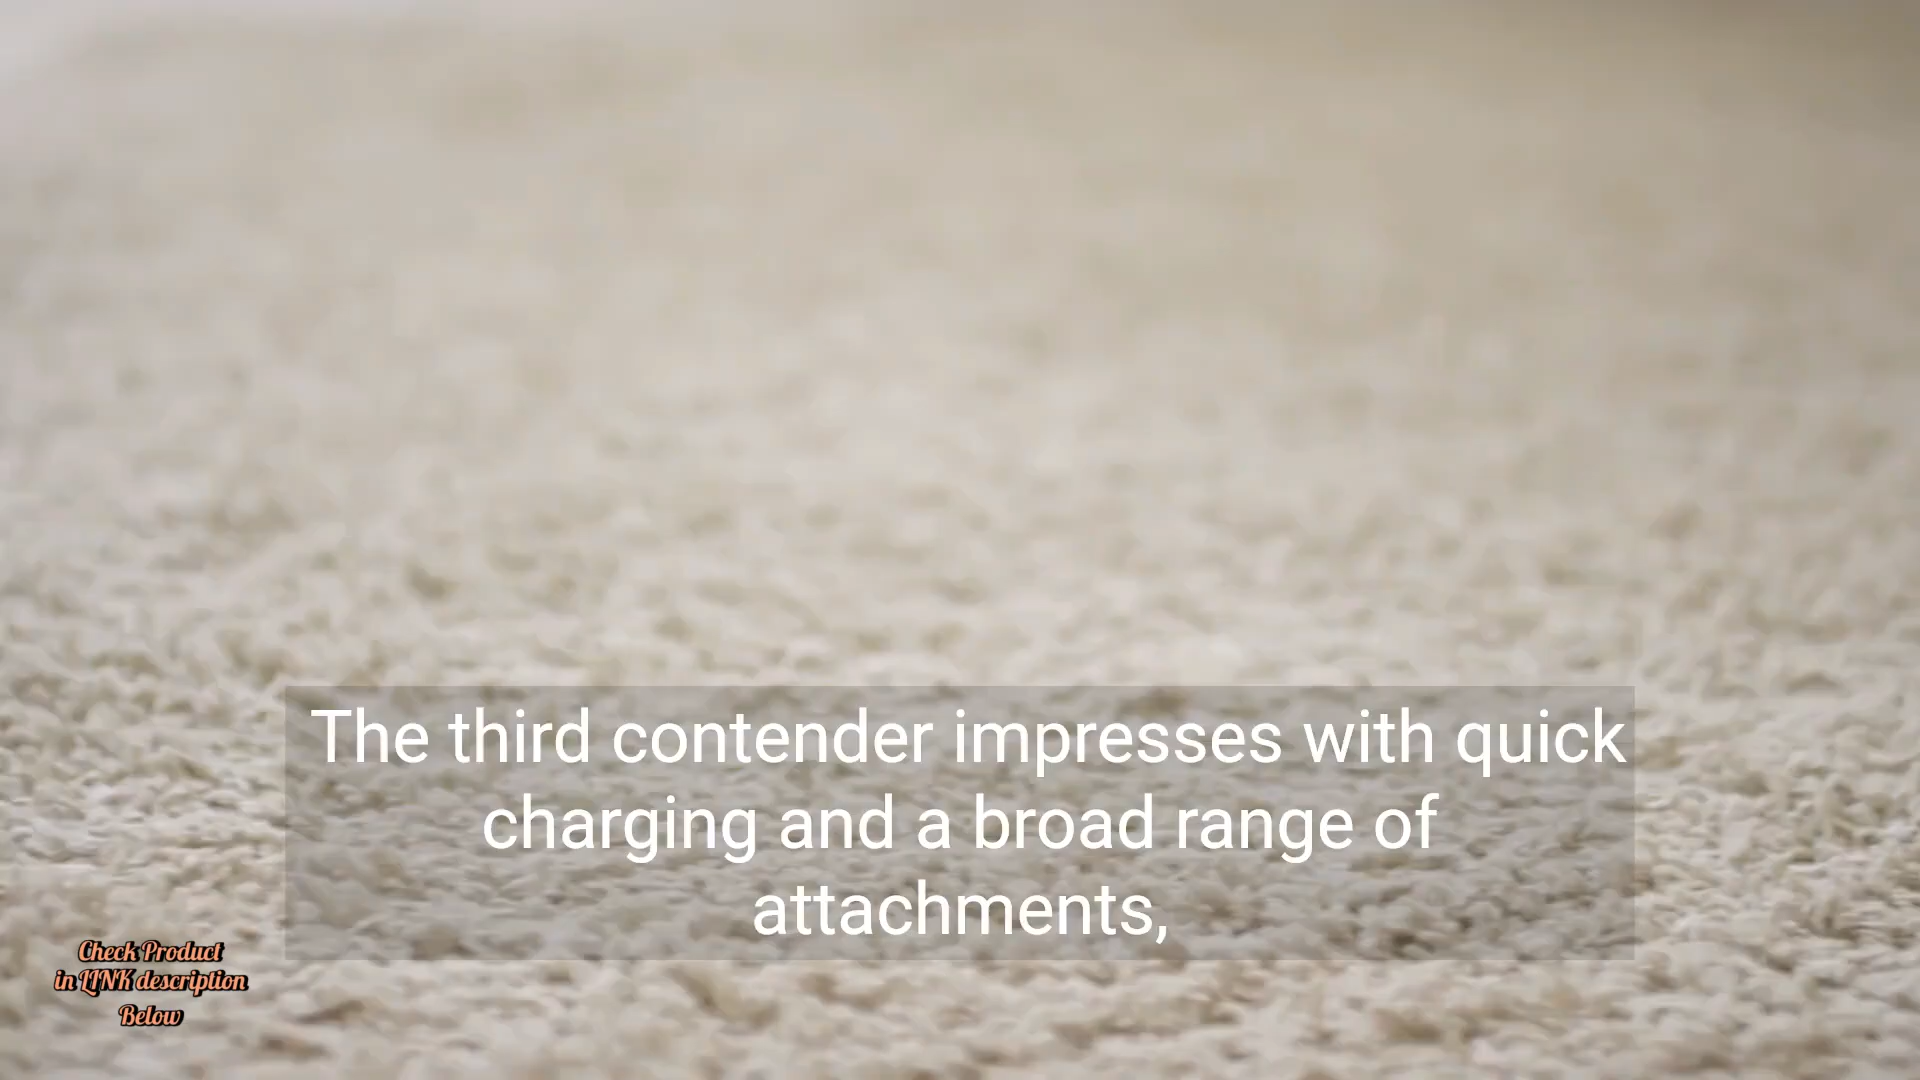 The third contender impresses with quick
charging and a broad range of
attachments,
Check Product
in LINK description
Below